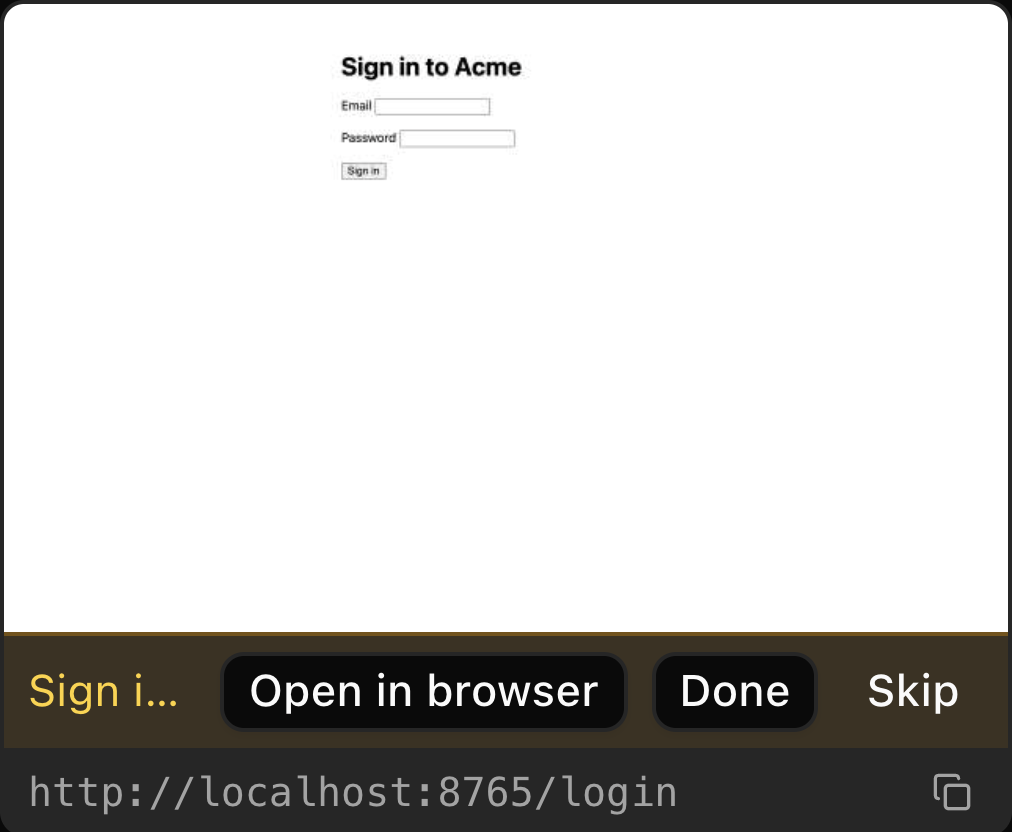 Sign in to Acme
Email
Password
Sign in
Sign i... Open in browser Done Skip
http://localhost:8765/login